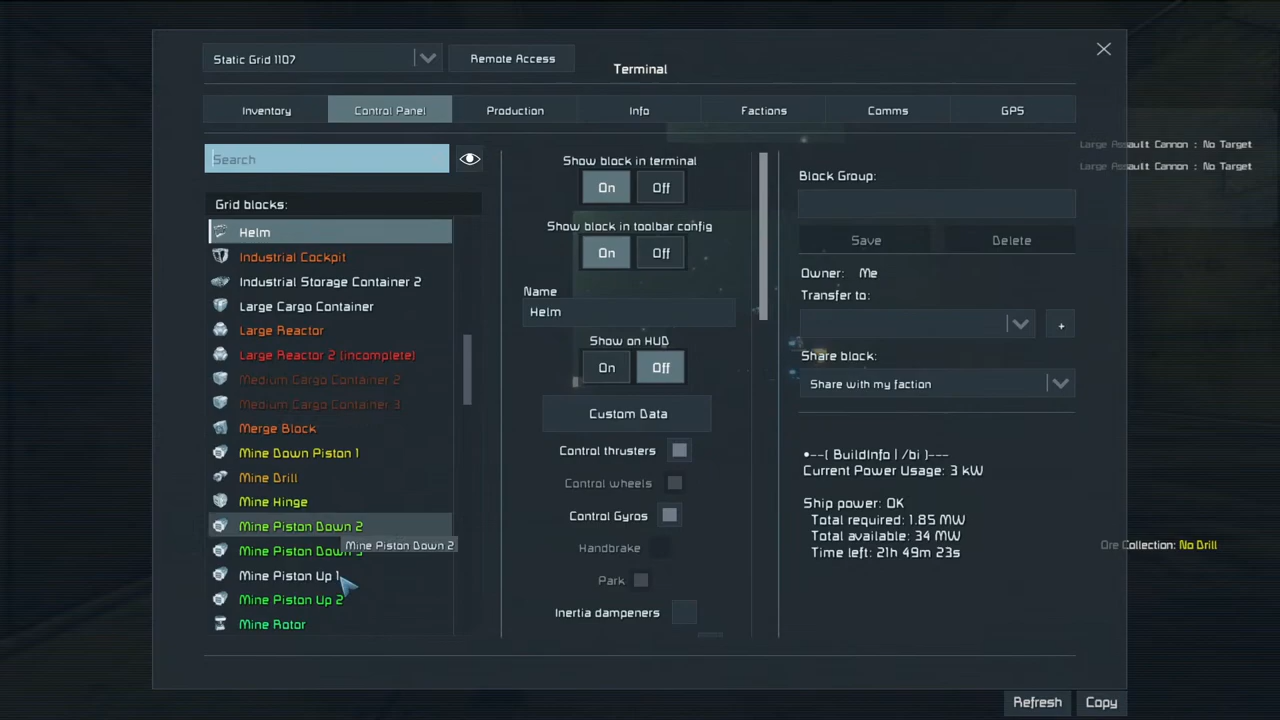 Static Grid 1107
Remote Access
Terminal
Inventory
Control Panel
Production
Info
Factions
Comms
GPS
Search
Grid blocks:
Helm
Industrial Cockpit
Industrial Storage Container 2
Large Cargo Container
Large Reactor
Large Reactor 2 (incomplete)
Medium Cargo Container 2
Medium Cargo Container 3
Merge Block
Mine Down Piston 1
Mine Drill
Mine Hinge
Mine Piston Down 2
Mine Piston Down 2
Mine Piston Down
Mine Piston Up 1
Mine Piston Up 2
Mine Rotor
Show block in terminal
On Off
Show block in toolbar config
On Off
Name
Helm
Show on HUD
On Off
Custom Data
Control thrusters
Control wheels
Control Gyros
Handbrake
Park
Inertia dampeners
Block Group:
Save Delete
Owner: Me
Transfer to:
+
Share block:
Share with my faction
•--( BuildInfo | /bi )---
Current Power Usage: 3 kW
Ship power: OK
Total required: 1.85 MW
Total available: 34 MW
Time left: 21h 49m 23s
Large Assault Cannon : No Target
Large Assault Cannon : No Target
Ore Collection: No Drill
Refresh
Copy